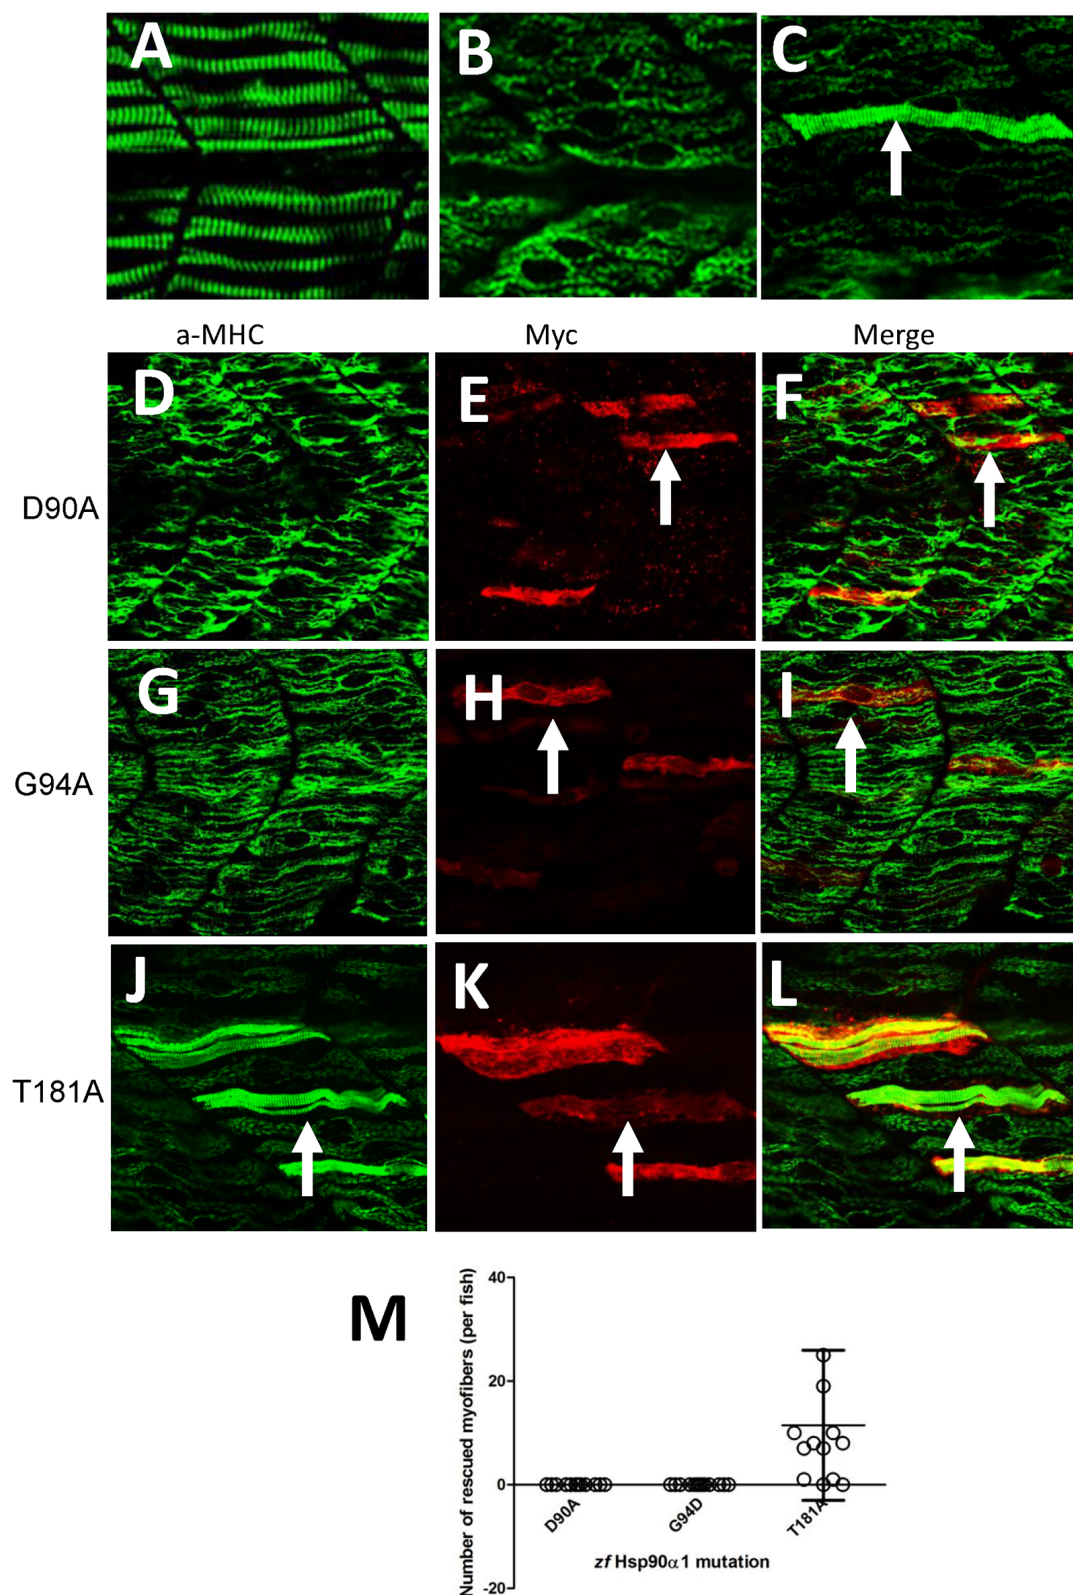 A
B
C
a-MHC
Myc
Merge
D90A
D
E
F
G94A
G
H
I
T181A
J
K
L
M
Number of rescued myofibers (per fish)
40
20
0
-20
D90A
G94D
T181A
zf Hsp90α1 mutation